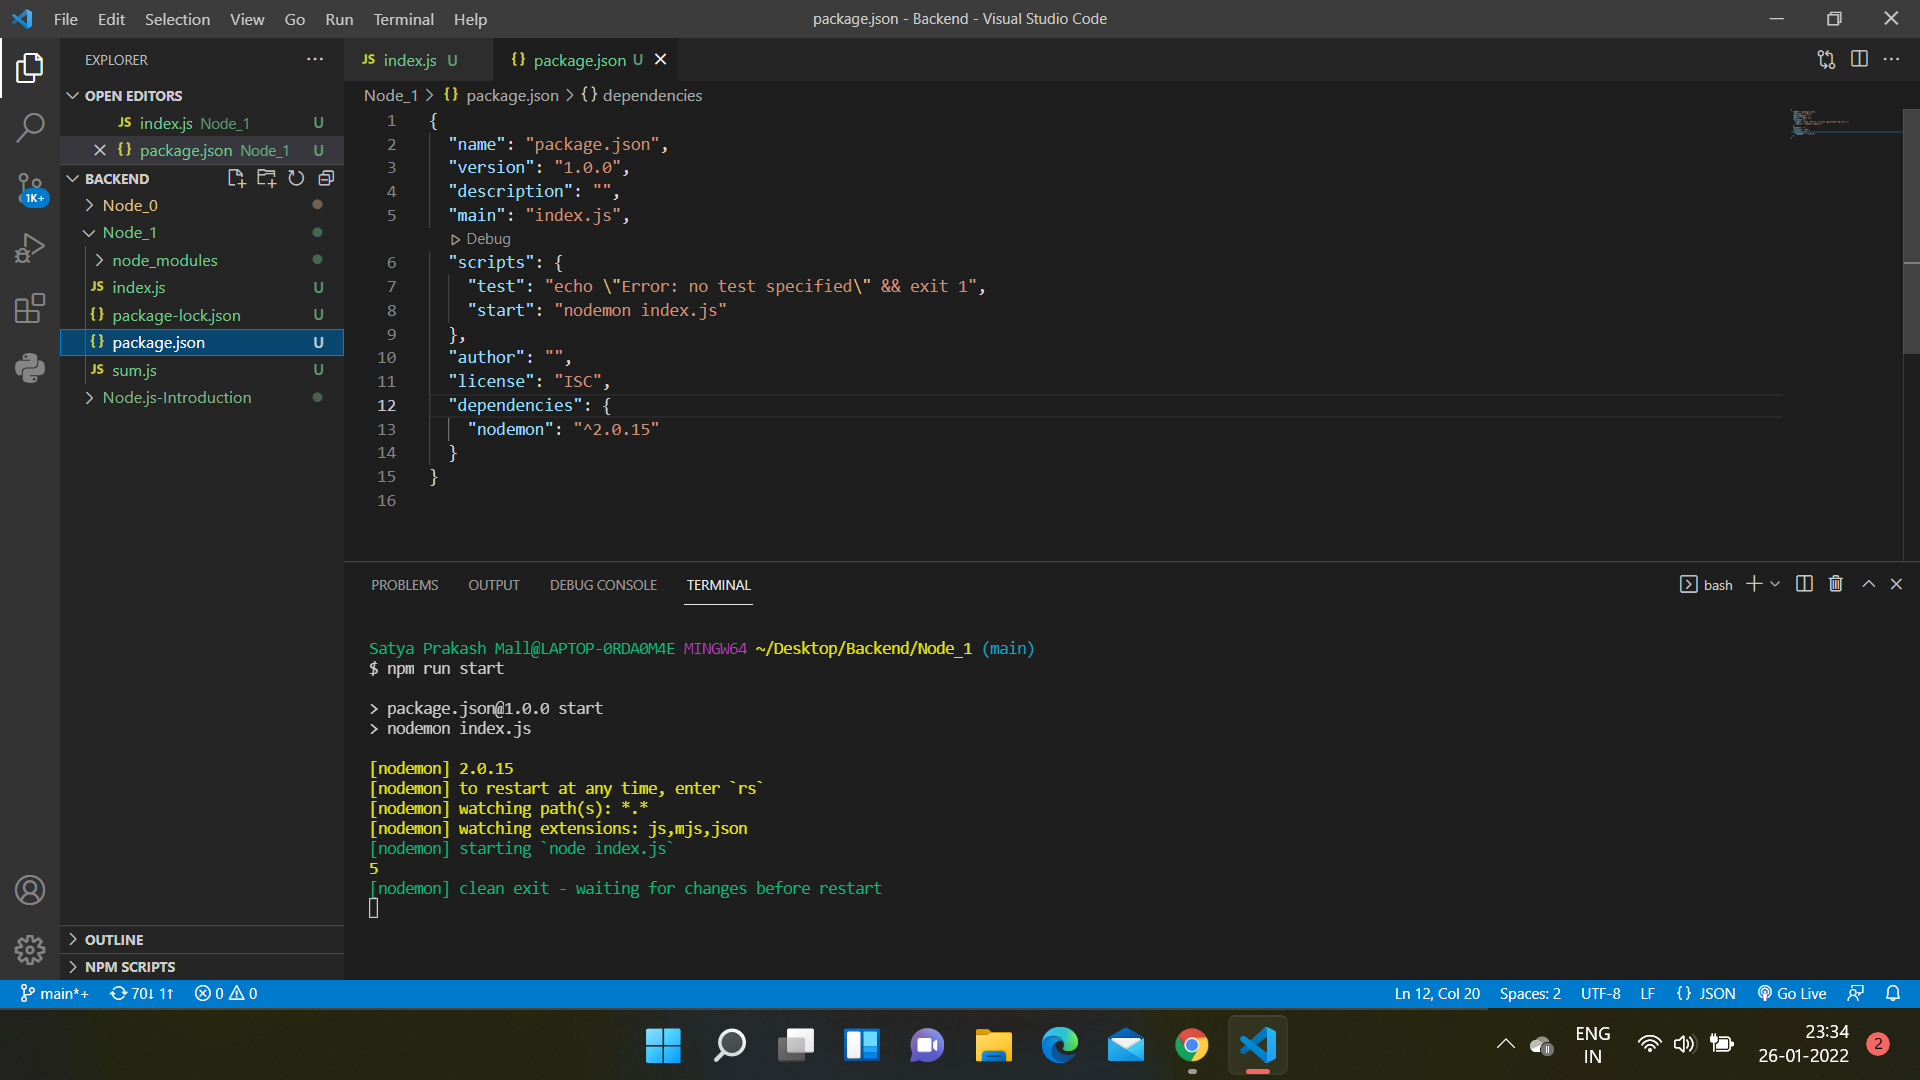 File Edit Selection View Go Run Terminal Help
package.json - Backend - Visual Studio Code
EXPLORER
OPEN EDITORS
JS index.js Node_1 U
{} package.json Node_1 U
BACKEND
Node_0
Node_1
node_modules
JS index.js U
{} package-lock.json U
{} package.json U
JS sum.js U
Node.js-Introduction
OUTLINE
NPM SCRIPTS
1K+
JS index.js U
{} package.json U
Node_1 > {} package.json > {} dependencies
1 {
2 "name": "package.json",
3 "version": "1.0.0",
4 "description": "",
5 "main": "index.js",
Debug
6 "scripts": {
7 "test": "echo \"Error: no test specified\" && exit 1",
8 "start": "nodemon index.js"
9 },
10 "author": "",
11 "license": "ISC",
12 "dependencies": {
13 "nodemon": "^2.0.15"
14 }
15 }
16
PROBLEMS OUTPUT DEBUG CONSOLE TERMINAL
bash
Satya Prakash Mall@LAPTOP-0RDA0M4E MINGW64 ~/Desktop/Backend/Node_1 (main)
$ npm run start
> package.json@1.0.0 start
> nodemon index.js
[nodemon] 2.0.15
[nodemon] to restart at any time, enter `rs`
[nodemon] watching path(s): *.*
[nodemon] watching extensions: js,mjs,json
[nodemon] starting `node index.js`
5
[nodemon] clean exit - waiting for changes before restart
main*+ 70↓ 1↑ 0 0
Ln 12, Col 20 Spaces: 2 UTF-8 LF {} JSON Go Live
ENG
IN
23:34
26-01-2022
2